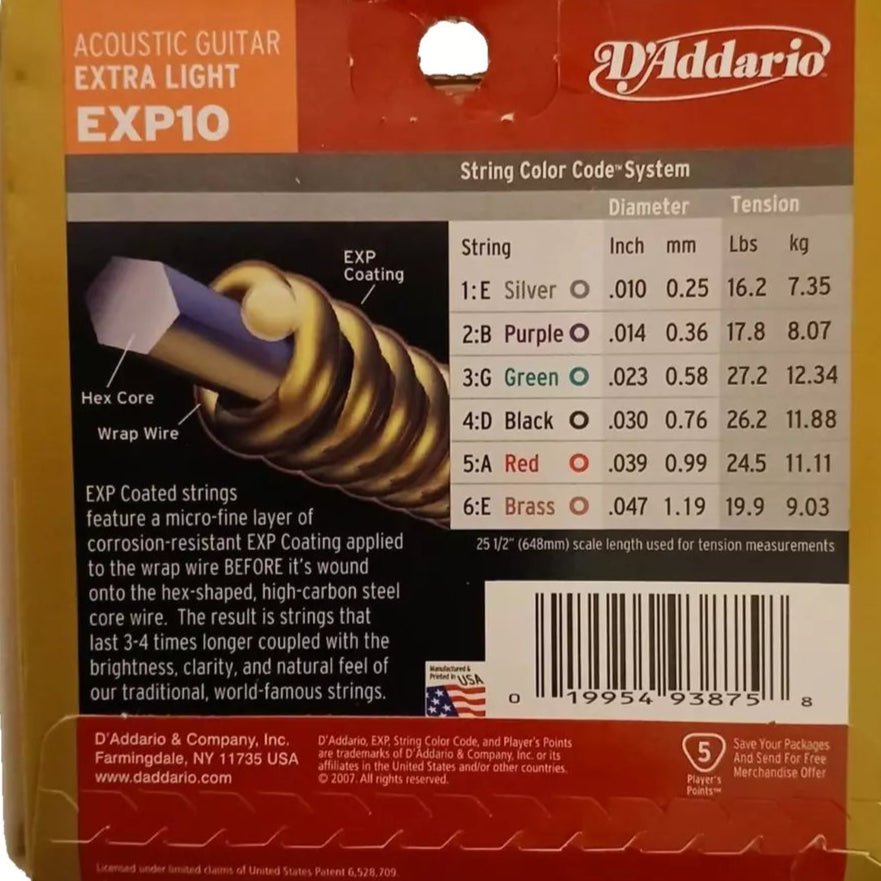 ACOUSTIC GUITAR
EXTRA LIGHT
EXP10
D'Addario
String Color Code™ System
Diameter Tension
String Inch mm Lbs kg
1:E Silver .010 0.25 16.2 7.35
2:B Purple .014 0.36 17.8 8.07
3:G Green .023 0.58 27.2 12.34
4:D Black .030 0.76 26.2 11.88
5:A Red .039 0.99 24.5 11.11
6:E Brass .047 1.19 19.9 9.03
25 1/2" (648mm) scale length used for tension measurements
EXP
Coating
Hex Core
Wrap Wire
EXP Coated strings
feature a micro-fine layer of
corrosion-resistant EXP Coating applied
to the wrap wire BEFORE it's wound
onto the hex-shaped, high-carbon steel
core wire. The result is strings that
last 3-4 times longer coupled with the
brightness, clarity, and natural feel of
our traditional, world-famous strings.
Manufactured &
Printed in USA
0 19954 93875 8
D'Addario & Company, Inc.
Farmingdale, NY 11735 USA
www.daddario.com
D'Addario, EXP, String Color Code, and Player's Points
are trademarks of D'Addario & Company, Inc. or its
affiliates in the United States and/or other countries.
© 2007. All rights reserved.
5
Player's
Points™
Save Your Packages
And Send For Free
Merchandise Offer
Licensed under limited claims of United States Patent 6,528,709.